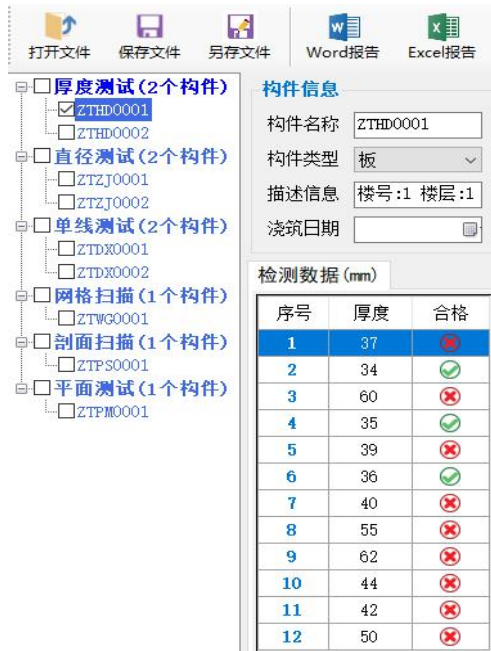 打开文件 保存文件 另存文件 Word报告 Excel报告
厚度测试(2个构件)
ZTHD0001
ZTHD0002
直径测试(2个构件)
ZTZJ0001
ZTZJ0002
单线测试(2个构件)
ZTDX0001
ZTDX0002
网格扫描(1个构件)
ZTWG0001
剖面扫描(1个构件)
ZTPS0001
平面测试(1个构件)
ZTPM0001
构件信息
构件名称 ZTHD0001
构件类型 板
描述信息 楼号:1 楼层:1
浇筑日期
检测数据(mm)
序号 厚度 合格
1 37
2 34
3 60
4 35
5 39
6 36
7 40
8 55
9 62
10 44
11 42
12 50